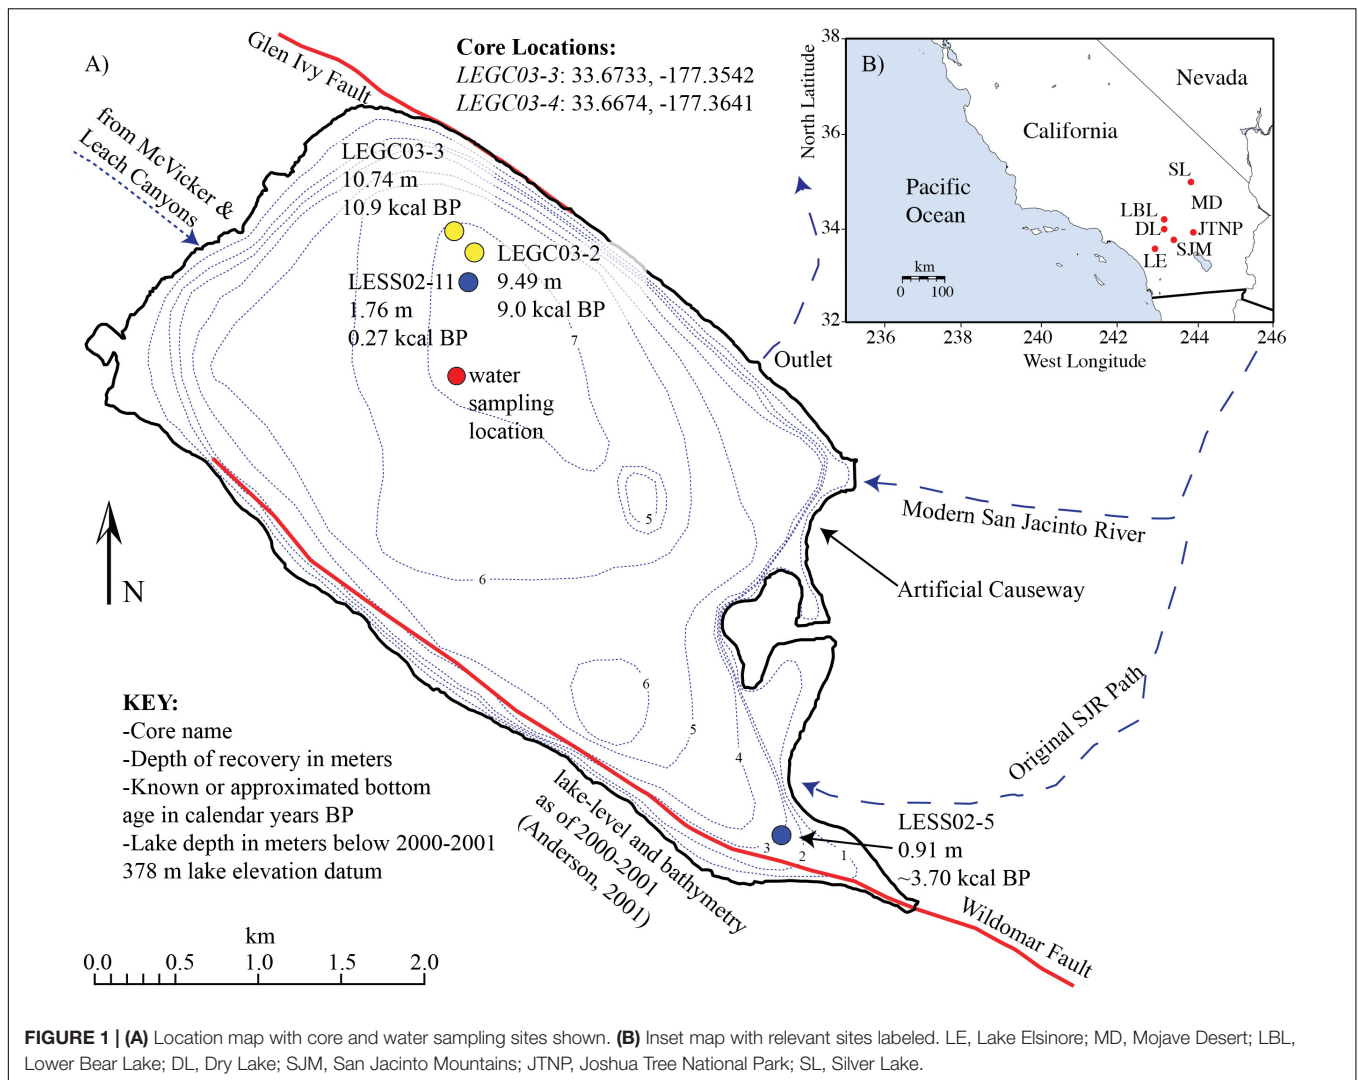 A)
Glen Ivy Fault
Core Locations:
LEGC03-3: 33.6733, -177.3542
LEGC03-4: 33.6674, -177.3641
from McVicker &
Leach Canyons
LEGC03-3
10.74 m
10.9 kcal BP
LEGC03-2
9.49 m
9.0 kcal BP
LESS02-11
1.76 m
0.27 kcal BP
7
water
sampling
location
Outlet
5
6
Modern San Jacinto River
Artificial Causeway
N
6
5
4
Original SJR Path
KEY:
-Core name
-Depth of recovery in meters
-Known or approximated bottom
age in calendar years BP
-Lake depth in meters below 2000-2001
378 m lake elevation datum
lake-level and bathymetry
as of 2000-2001
(Anderson, 2001)
3
2
1
LESS02-5
0.91 m
~3.70 kcal BP
Wildomar Fault
km
0.0 0.5 1.0 1.5 2.0
B)
38
36
34
32
North Latitude
Nevada
California
Pacific
Ocean
SL
MD
LBL
DL
JTNP
SJM
LE
km
0 100
236 238 240 242 244 246
West Longitude
FIGURE 1 | (A) Location map with core and water sampling sites shown. (B) Inset map with relevant sites labeled. LE, Lake Elsinore; MD, Mojave Desert; LBL,
Lower Bear Lake; DL, Dry Lake; SJM, San Jacinto Mountains; JTNP, Joshua Tree National Park; SL, Silver Lake.